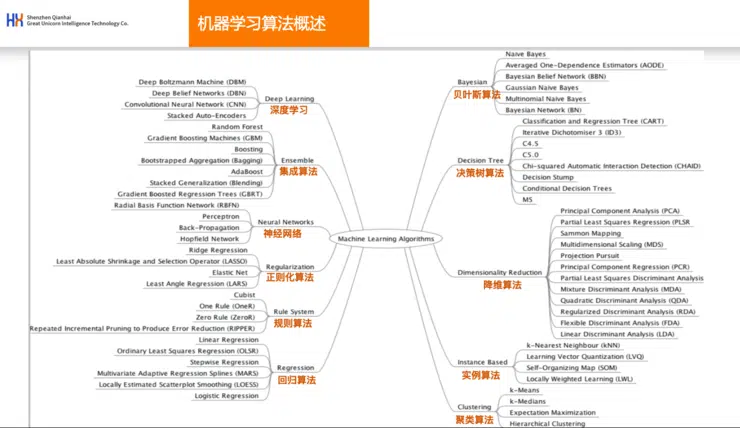 HX
Shenzhen Qianhai
Great Unicorn Intelligence Technology Co.
机器学习算法概述
Deep Boltzmann Machine (DBM)
Deep Belief Networks (DBN)
Convolutional Neural Network (CNN)
Stacked Auto-Encoders
Deep Learning
深度学习
Random Forest
Gradient Boosting Machines (GBM)
Boosting
Bootstrapped Aggregation (Bagging)
AdaBoost
Stacked Generalization (Blending)
Gradient Boosted Regression Trees (GBRT)
Ensemble
集成算法
Radial Basis Function Network (RBFN)
Perceptron
Back-Propagation
Hopfield Network
Neural Networks
神经网络
Ridge Regression
Least Absolute Shrinkage and Selection Operator (LASSO)
Elastic Net
Least Angle Regression (LARS)
Regularization
正则化算法
Cubist
One Rule (OneR)
Zero Rule (ZeroR)
Repeated Incremental Pruning to Produce Error Reduction (RIPPER)
Rule System
规则算法
Linear Regression
Ordinary Least Squares Regression (OLSR)
Stepwise Regression
Multivariate Adaptive Regression Splines (MARS)
Locally Estimated Scatterplot Smoothing (LOESS)
Logistic Regression
Regression
回归算法
Machine Learning Algorithms
Bayesian
贝叶斯算法
Naive Bayes
Averaged One-Dependence Estimators (AODE)
Bayesian Belief Network (BBN)
Gaussian Naive Bayes
Multinomial Naive Bayes
Bayesian Network (BN)
Decision Tree
决策树算法
Classification and Regression Tree (CART)
Iterative Dichotomiser 3 (ID3)
C4.5
C5.0
Chi-squared Automatic Interaction Detection (CHAID)
Decision Stump
Conditional Decision Trees
M5
Dimensionality Reduction
降维算法
Principal Component Analysis (PCA)
Partial Least Squares Regression (PLSR
Sammon Mapping
Multidimensional Scaling (MDS)
Projection Pursuit
Principal Component Regression (PCR)
Partial Least Squares Discriminant Analysis
Mixture Discriminant Analysis (MDA)
Quadratic Discriminant Analysis (QDA)
Regularized Discriminant Analysis (RDA)
Flexible Discriminant Analysis (FDA)
Linear Discriminant Analysis (LDA)
Instance Based
实例算法
k-Nearest Neighbour (kNN)
Learning Vector Quantization (LVQ)
Self-Organizing Map (SOM)
Locally Weighted Learning (LWL)
Clustering
聚类算法
k-Means
k-Medians
Expectation Maximization
Hierarchical Clustering